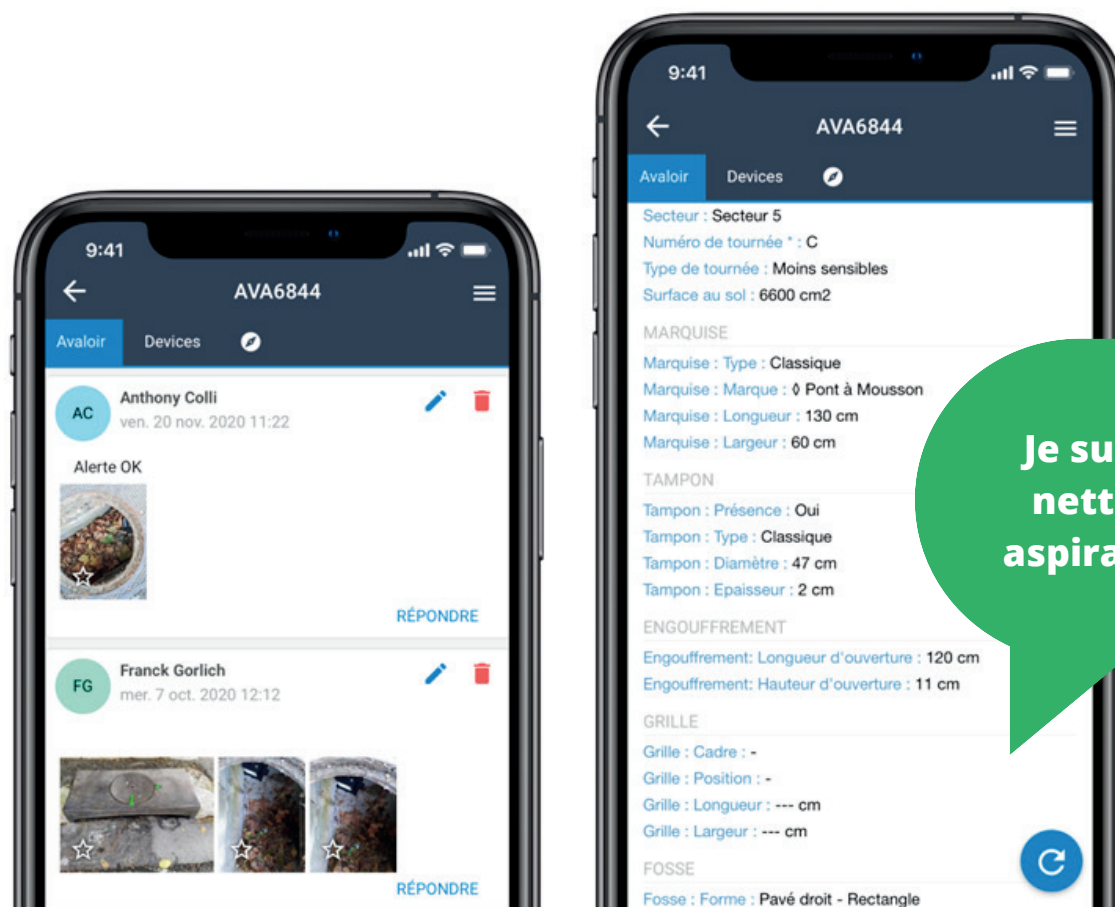 9:41
AVA6844
Avaloir Devices
AC
Anthony Colli
ven. 20 nov. 2020 11:22
Alerte OK
RÉPONDRE
FG
Franck Gorlich
mer. 7 oct. 2020 12:12
RÉPONDRE
9:41
AVA6844
Avaloir Devices
Secteur : Secteur 5
Numéro de tournée * : C
Type de tournée : Moins sensibles
Surface au sol : 6600 cm2
MARQUISE
Marquise : Type : Classique
Marquise : Marque : ◊ Pont à Mousson
Marquise : Longueur : 130 cm
Marquise : Largeur : 60 cm
TAMPON
Tampon : Présence : Oui
Tampon : Type : Classique
Tampon : Diamètre : 47 cm
Tampon : Epaisseur : 2 cm
ENGOUFFREMENT
Engouffrement: Longueur d'ouverture : 120 cm
Engouffrement: Hauteur d'ouverture : 11 cm
GRILLE
Grille : Cadre : -
Grille : Position : -
Grille : Longueur : --- cm
Grille : Largeur : --- cm
FOSSE
Fosse : Forme : Pavé droit - Rectangle
Je su
nett
aspira